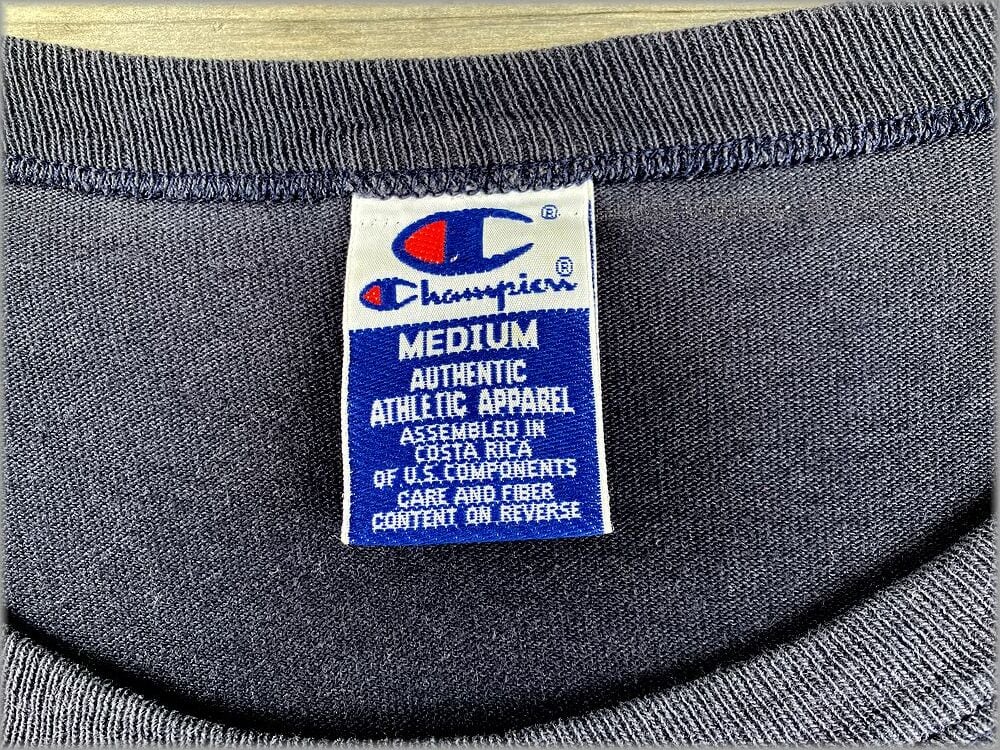 ®
Champion®
MEDIUM
AUTHENTIC
ATHLETIC APPAREL
ASSEMBLED IN
COSTA RICA
OF U.S. COMPONENTS
CARE AND FIBER
CONTENT ON REVERSE